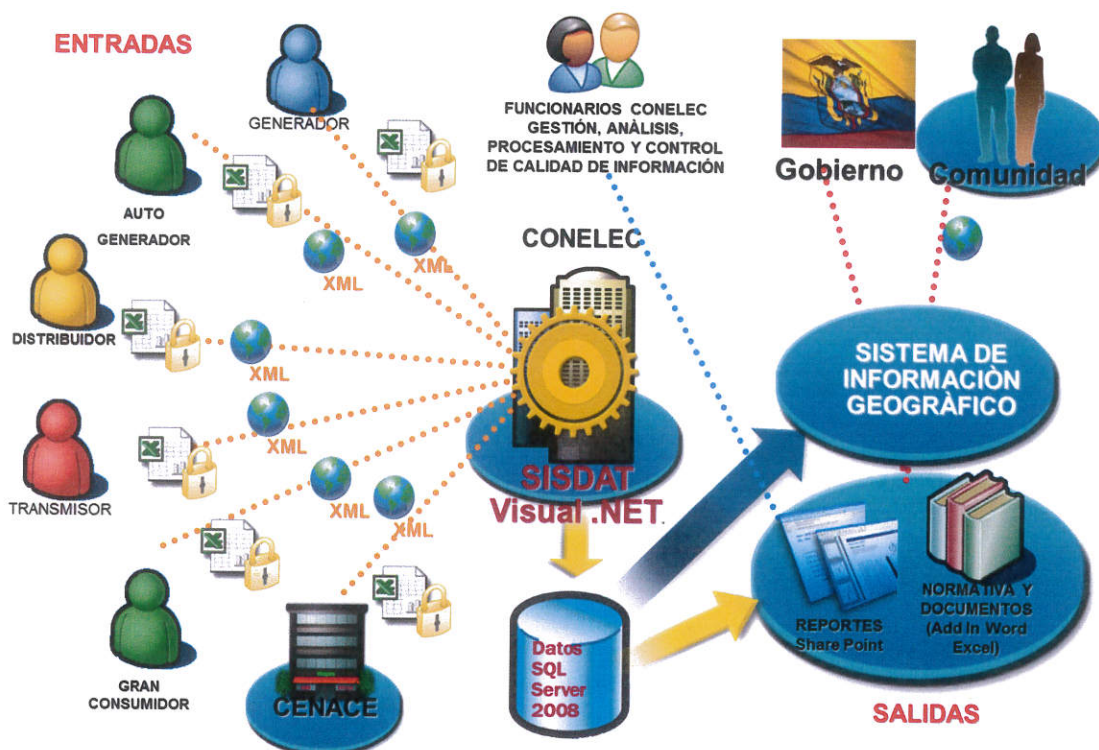 ENTRADAS
GENERADOR
AUTO
GENERADOR
DISTRIBUIDOR
TRANSMISOR
GRAN
CONSUMIDOR
CENACE
XML
XML
XML
XML
XML
XML
FUNCIONARIOS CONELEC
GESTIÓN, ANÀLISIS,
PROCESAMIENTO Y CONTROL
DE CALIDAD DE INFORMACIÓN
CONELEC
SISDAT
Visual .NET
Datos
SQL
Server
2008
Gobierno
Comunidad
SISTEMA DE
INFORMACIÒN
GEOGRÀFICO
REPORTES
Share Point
NORMATIVA Y
DOCUMENTOS
(Add In Word
Excel)
SALIDAS